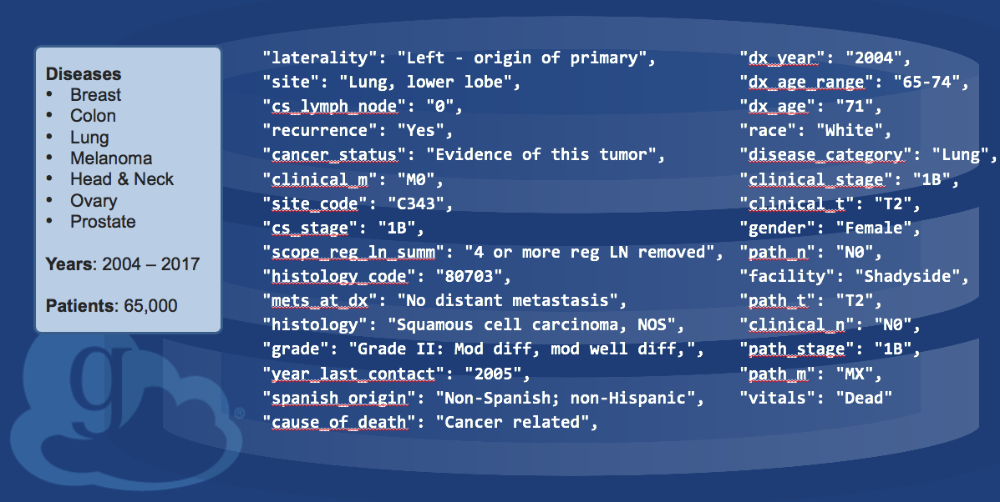 Diseases
• Breast
• Colon
• Lung
• Melanoma
• Head & Neck
• Ovary
• Prostate
Years: 2004 – 2017
Patients: 65,000
"laterality": "Left - origin of primary",
"site": "Lung, lower lobe",
"cs_lymph_node": "0",
"recurrence": "Yes",
"cancer_status": "Evidence of this tumor",
"clinical_m": "M0",
"site_code": "C343",
"cs_stage": "1B",
"scope_reg_ln_summ": "4 or more reg LN removed",
"histology_code": "80703",
"mets_at_dx": "No distant metastasis",
"histology": "Squamous cell carcinoma, NOS",
"grade": "Grade II: Mod diff, mod well diff,",
"year_last_contact": "2005",
"spanish_origin": "Non-Spanish; non-Hispanic",
"cause_of_death": "Cancer related",
"dx_year": "2004",
"dx_age_range": "65-74",
"dx_age": "71",
"race": "White",
"disease_category": "Lung",
"clinical_stage": "1B",
"clinical_t": "T2",
"gender": "Female",
"path_n": "N0",
"facility": "Shadyside",
"path_t": "T2",
"clinical_n": "N0",
"path_stage": "1B",
"path_m": "MX",
"vitals": "Dead"
g
®